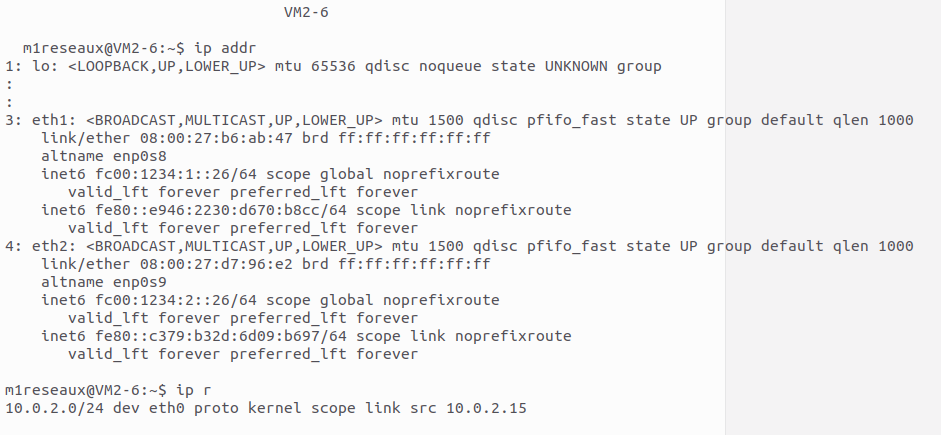 VM2-6
m1reseaux@VM2-6:~$ ip addr
1: lo: <LOOPBACK,UP,LOWER_UP> mtu 65536 qdisc noqueue state UNKNOWN group
:
:
3: eth1: <BROADCAST,MULTICAST,UP,LOWER_UP> mtu 1500 qdisc pfifo_fast state UP group default qlen 1000
    link/ether 08:00:27:b6:ab:47 brd ff:ff:ff:ff:ff:ff
    altname enp0s8
    inet6 fc00:1234:1::26/64 scope global noprefixroute
       valid_lft forever preferred_lft forever
    inet6 fe80::e946:2230:d670:b8cc/64 scope link noprefixroute
       valid_lft forever preferred_lft forever
4: eth2: <BROADCAST,MULTICAST,UP,LOWER_UP> mtu 1500 qdisc pfifo_fast state UP group default qlen 1000
    link/ether 08:00:27:d7:96:e2 brd ff:ff:ff:ff:ff:ff
    altname enp0s9
    inet6 fc00:1234:2::26/64 scope global noprefixroute
       valid_lft forever preferred_lft forever
    inet6 fe80::c379:b32d:6d09:b697/64 scope link noprefixroute
       valid_lft forever preferred_lft forever
m1reseaux@VM2-6:~$ ip r
10.0.2.0/24 dev eth0 proto kernel scope link src 10.0.2.15